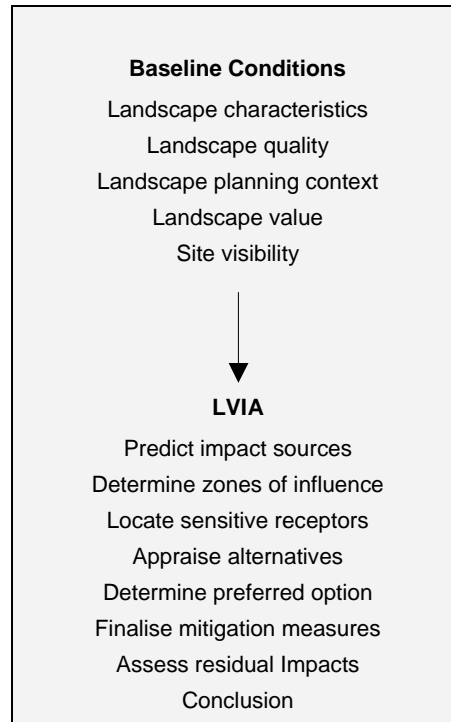 Baseline Conditions
Landscape characteristics
Landscape quality
Landscape planning context
Landscape value
Site visibility
LVIA
Predict impact sources
Determine zones of influence
Locate sensitive receptors
Appraise alternatives
Determine preferred option
Finalise mitigation measures
Assess residual Impacts
Conclusion